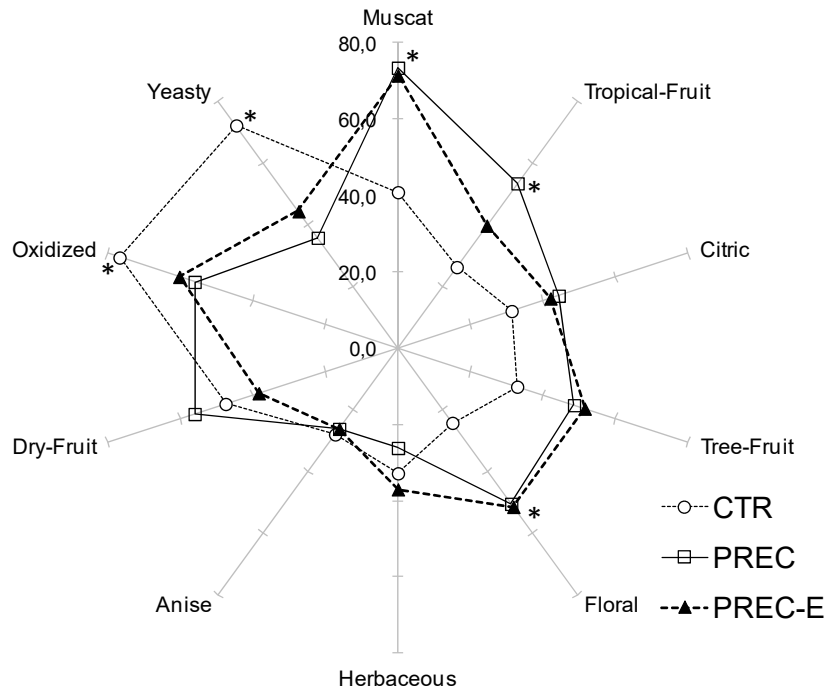 Muscat
80,0
*
Yeasty
Tropical-Fruit
*
60,0
*
40,0
Oxidized
Citric
*
20,0
0,0
Dry-Fruit
Tree-Fruit
CTR
*
PREC
Anise
Floral
PREC-E
Herbaceous